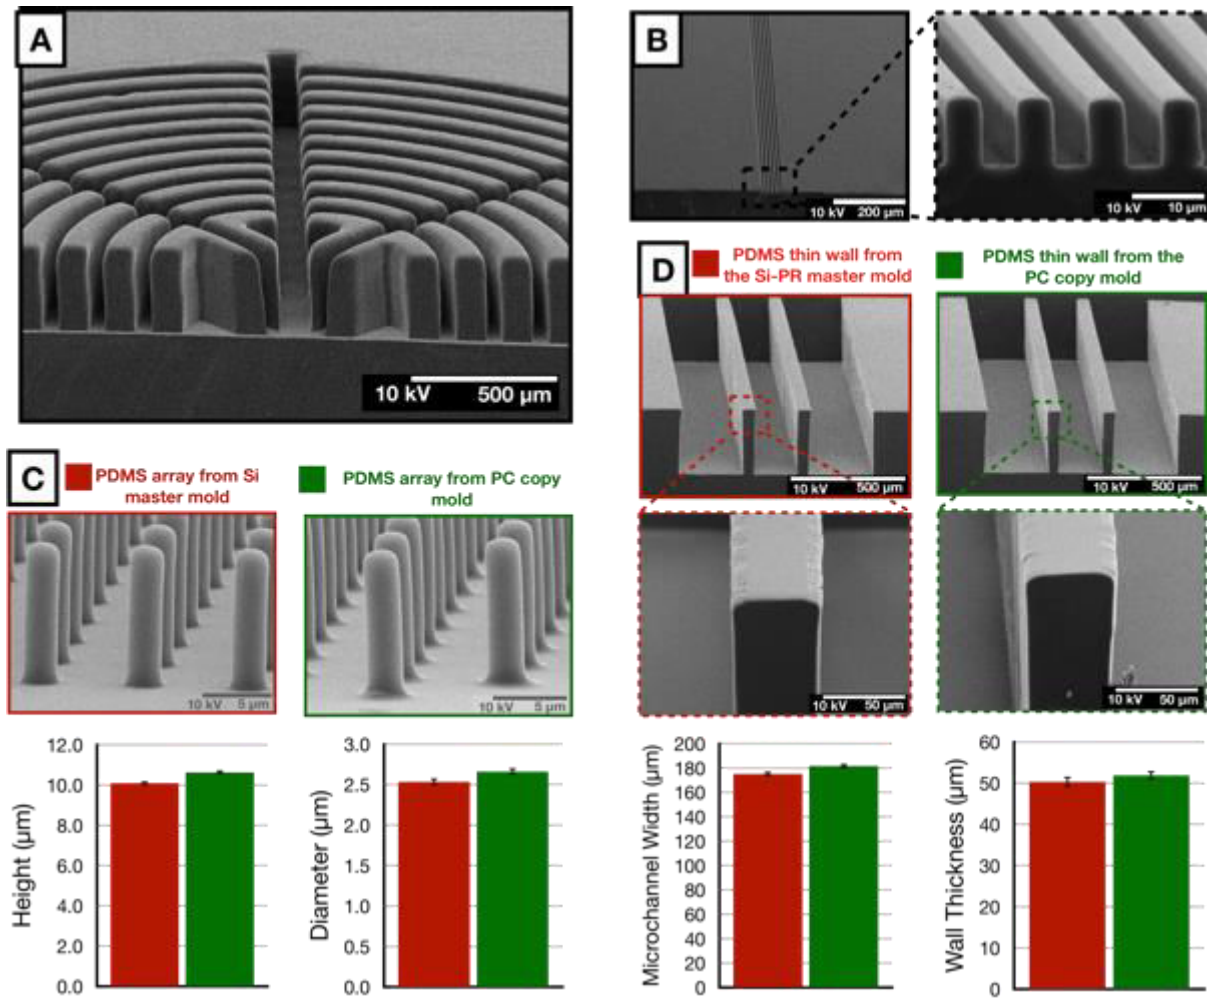 A
10 kV 500 µm
B
10 kV 200 µm
10 kV 10 µm
C
PDMS array from Si
master mold
PDMS array from PC copy
mold
10 kV 5 µm
10 kV 5 µm
Height (µm)
12.0
10.0
8.0
6.0
4.0
2.0
0.0
Diameter (µm)
3.0
2.5
2.0
1.5
1.0
0.5
0.0
D
PDMS thin wall from
the Si-PR master mold
PDMS thin wall from the
PC copy mold
10 kV 500 µm
10 kV 500 µm
10 kV 50 µm
10 kV 50 µm
Microchannel Width (µm)
200
180
160
140
120
100
80
60
40
20
0
Wall Thickness (µm)
60
50
40
30
20
10
0